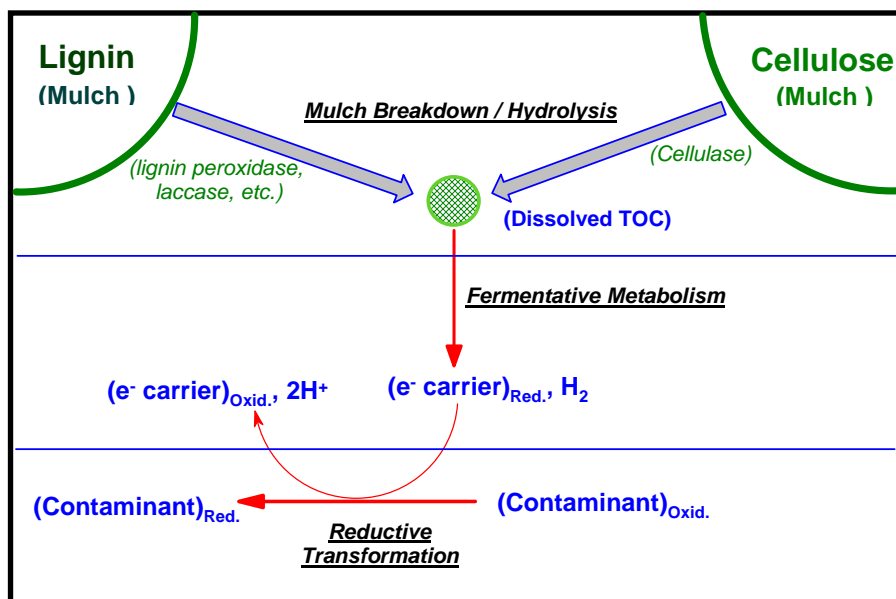 Lignin
(Mulch )
Cellulose
(Mulch )
Mulch Breakdown / Hydrolysis
(lignin peroxidase,
laccase, etc.)
(Cellulase)
(Dissolved TOC)
Fermentative Metabolism
(e- carrier)Oxid., 2H+
(e- carrier)Red., H2
(Contaminant)Red.
(Contaminant)Oxid.
Reductive
Transformation